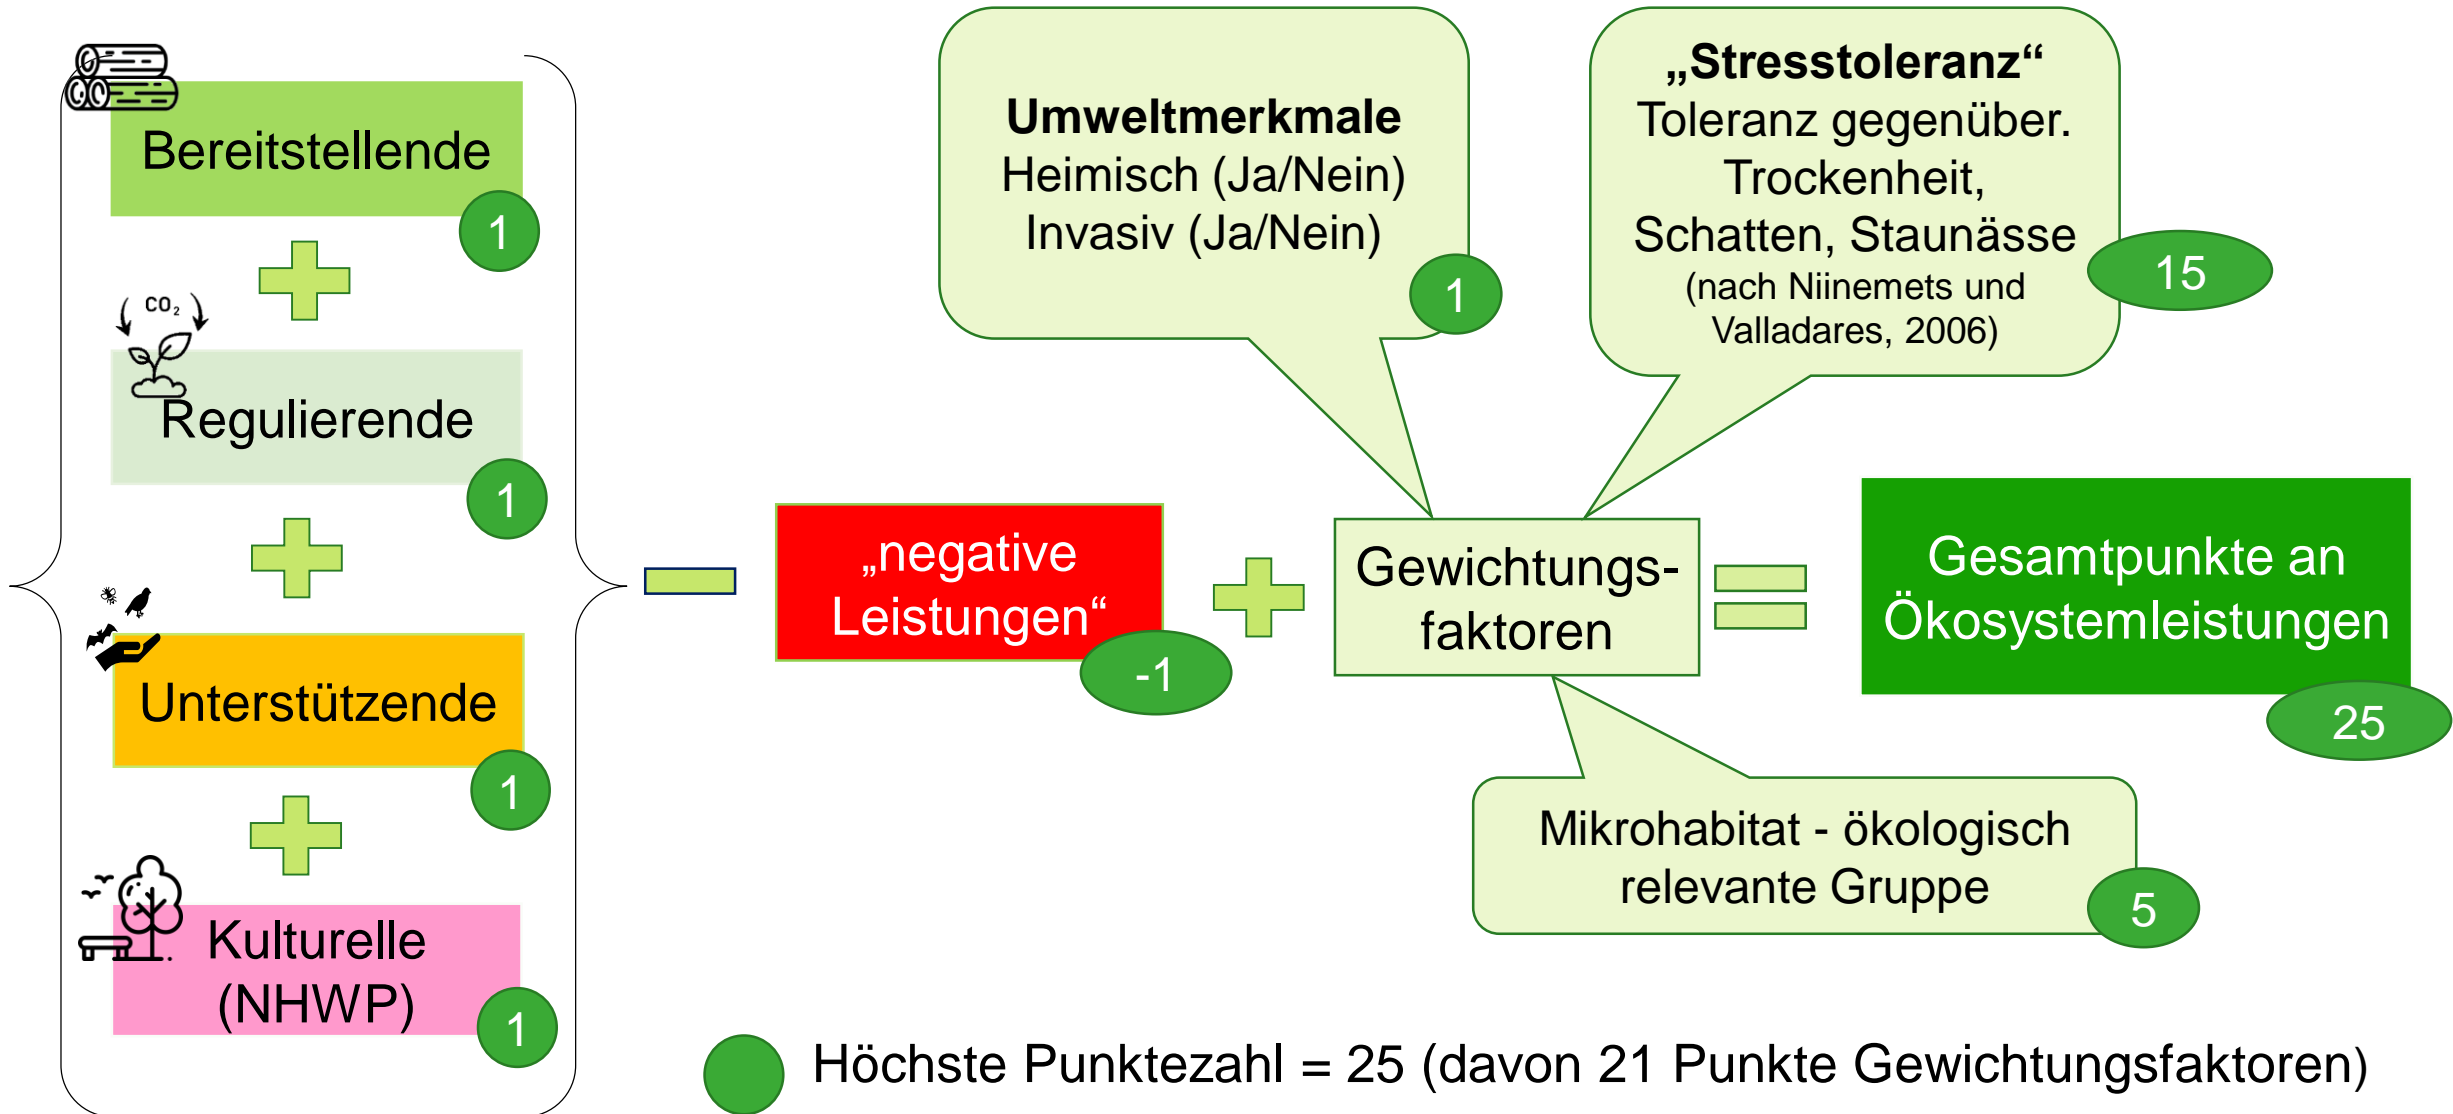 Bereitstellende
1
CO₂
Regulierende
1
Unterstützende
1
Kulturelle
(NHWP)
1
„negative
Leistungen“
-1
Umweltmerkmale
Heimisch (Ja/Nein)
Invasiv (Ja/Nein)
1
„Stresstoleranz“
Toleranz gegenüber.
Trockenheit,
Schatten, Staunässe
(nach Niinemets und
Valladares, 2006)
15
Gewichtungs-
faktoren
Mikrohabitat - ökologisch
relevante Gruppe
5
Gesamtpunkte an
Ökosystemleistungen
25
Höchste Punktezahl = 25 (davon 21 Punkte Gewichtungsfaktoren)